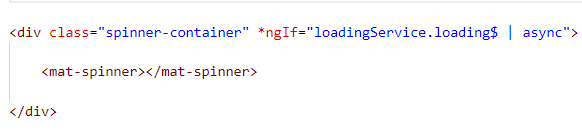 <div class="spinner-container" *ngIf="loadingService.loading$ | async">
<mat-spinner></mat-spinner>
</div>